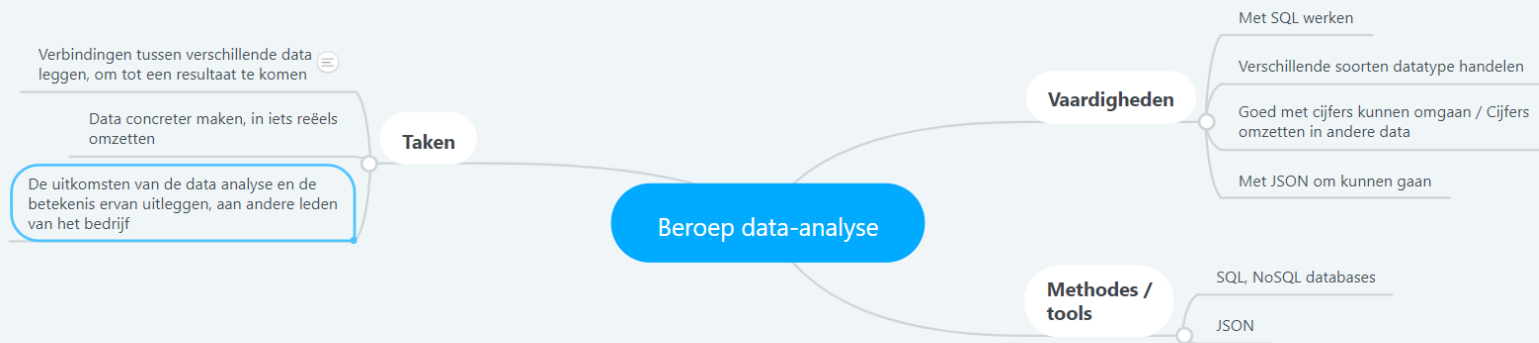 Verbindingen tussen verschillende data
leggen, om tot een resultaat te komen
Data concreter maken, in iets reëels
omzetten
De uitkomsten van de data analyse en de
betekenis ervan uitleggen, aan andere leden
van het bedrijf
Taken
Beroep data-analyse
Vaardigheden
Met SQL werken
Verschillende soorten datatype handelen
Goed met cijfers kunnen omgaan / Cijfers
omzetten in andere data
Met JSON om kunnen gaan
Methodes /
tools
SQL, NoSQL databases
JSON